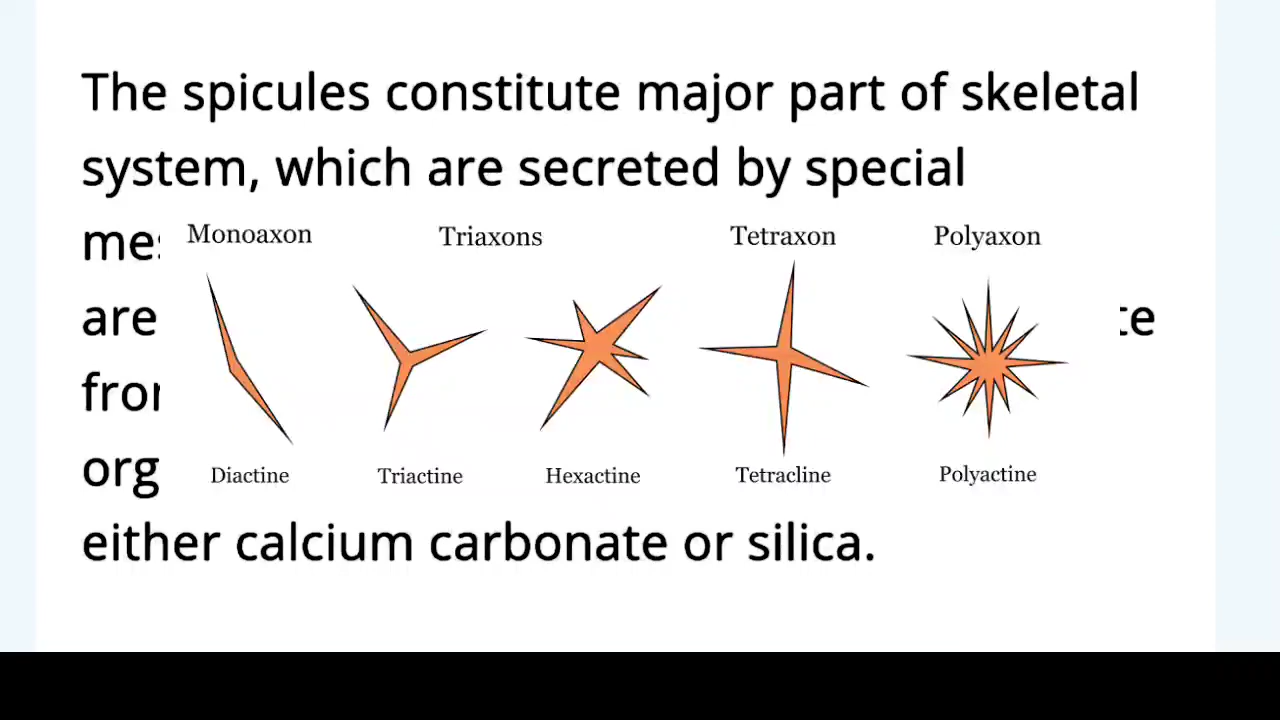 The spicules constitute major part of skeletal
system, which are secreted by special
Monoaxon Triaxons Tetraxon Polyaxon
are
Diactine Triactine Hexactine Tetracline Polyactine
either calcium carbonate or silica.